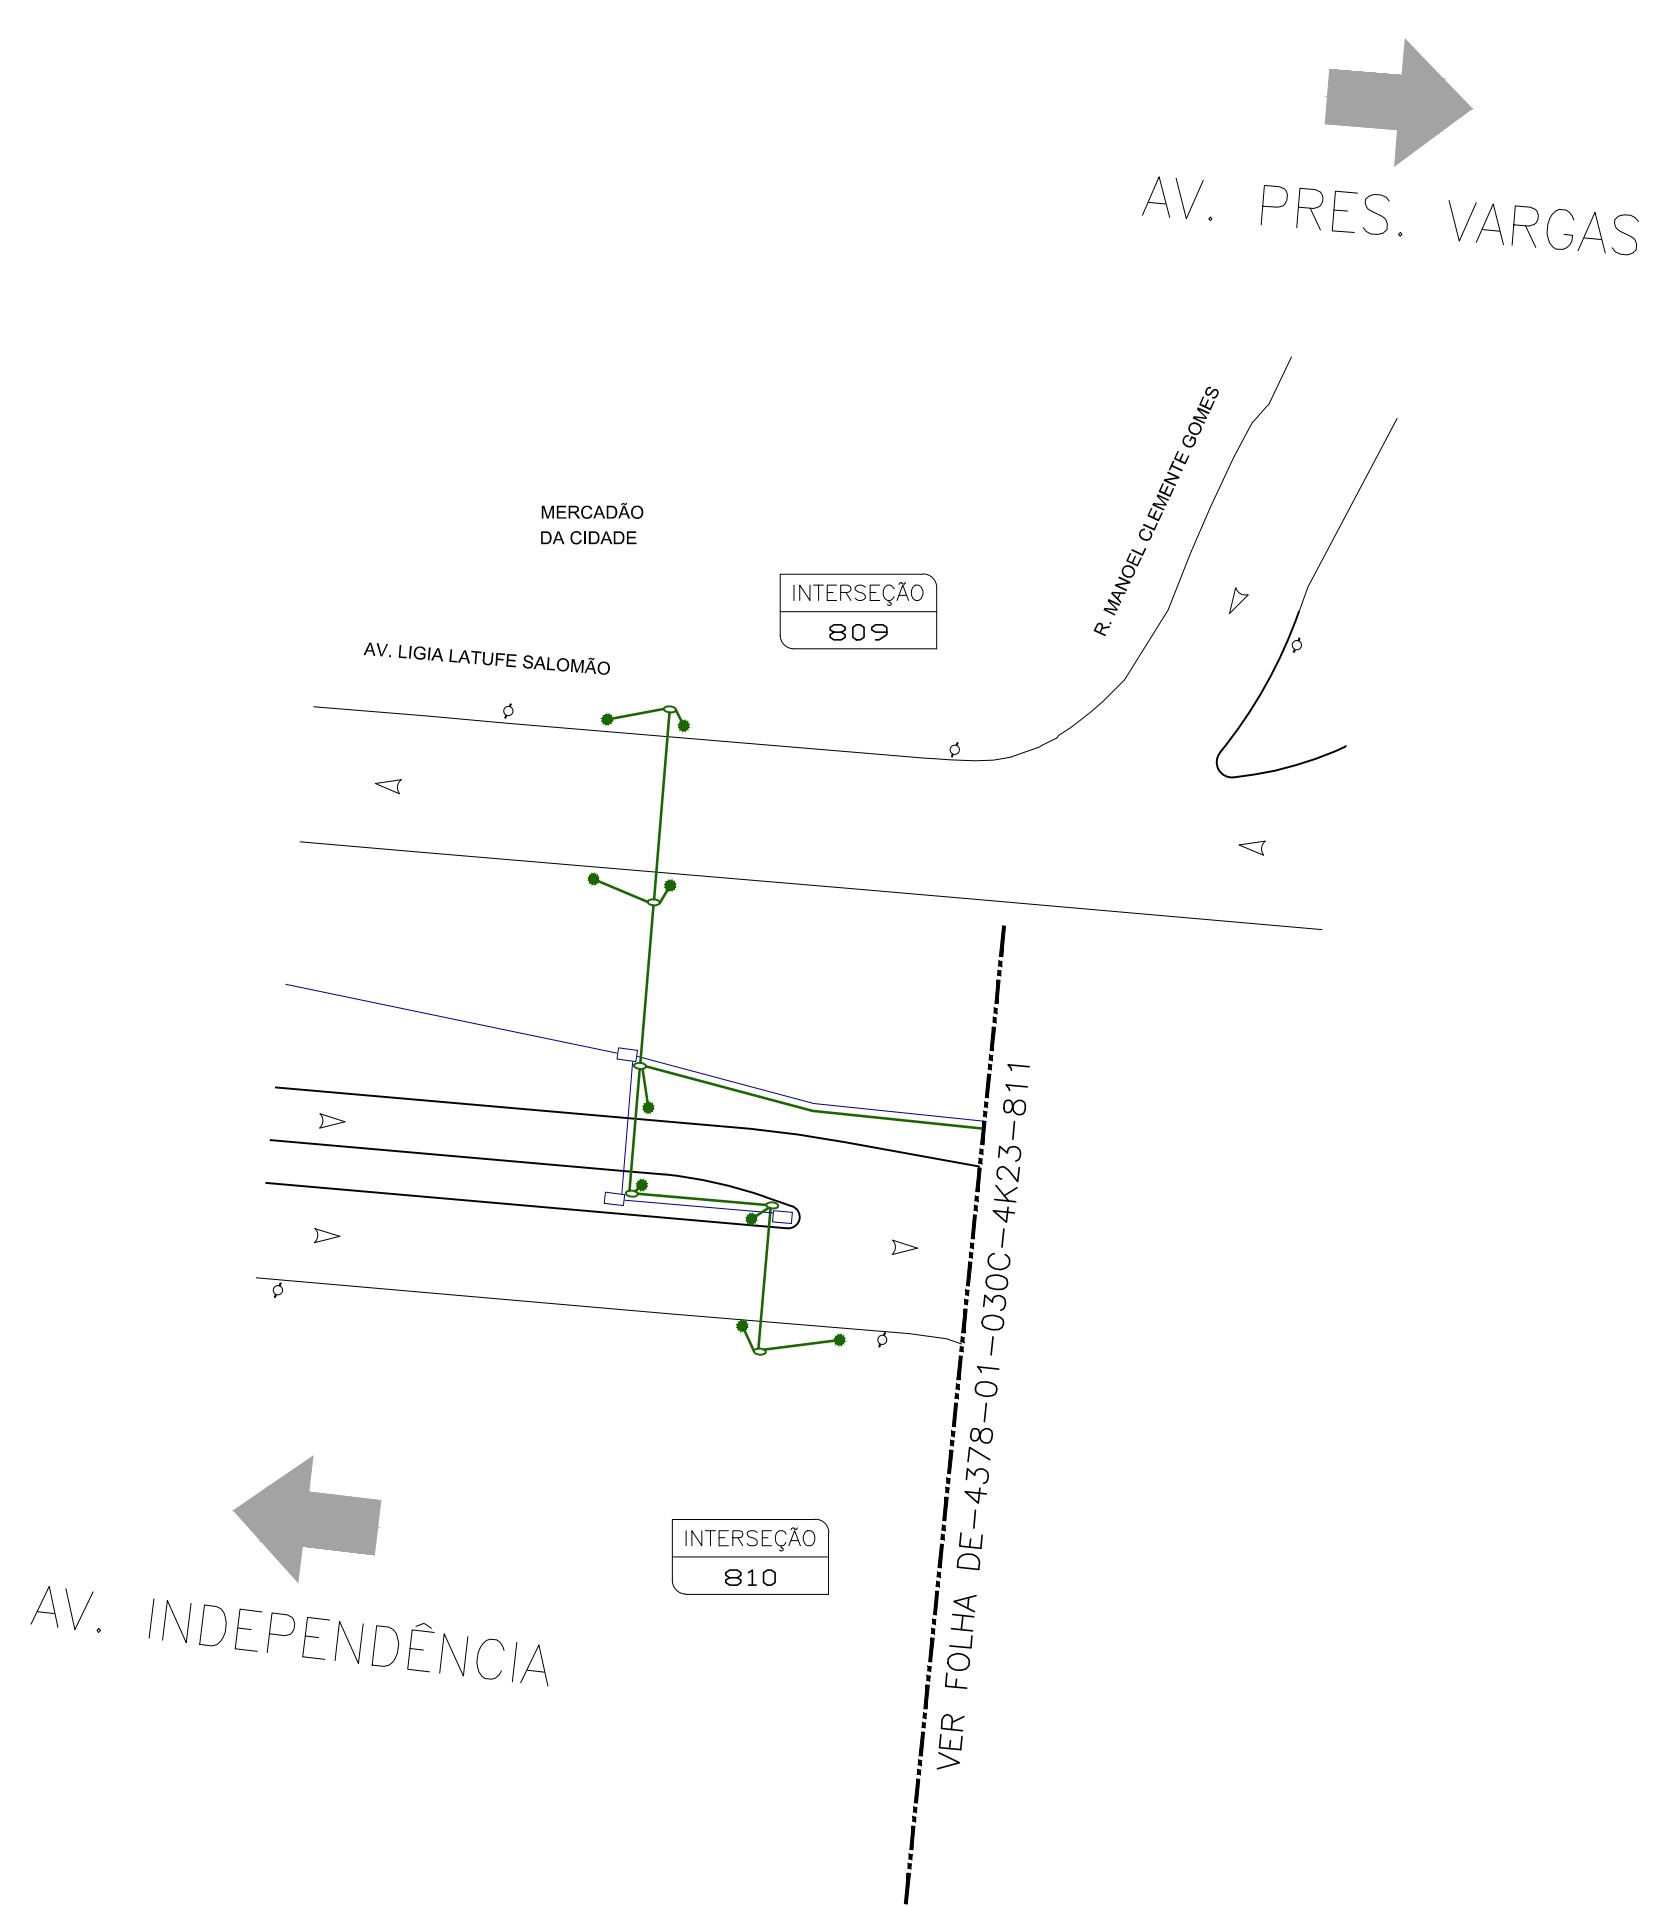 AV. PRES. VARGAS
R. MANOEL CLEMENTE GOMES
MERCADÃO
DA CIDADE
INTERSEÇÃO
809
AV. LIGIA LATUFE SALOMÃO
VER FOLHA DE-4378-01-030C-4K23-811
INTERSEÇÃO
810
AV. INDEPENDÊNCIA